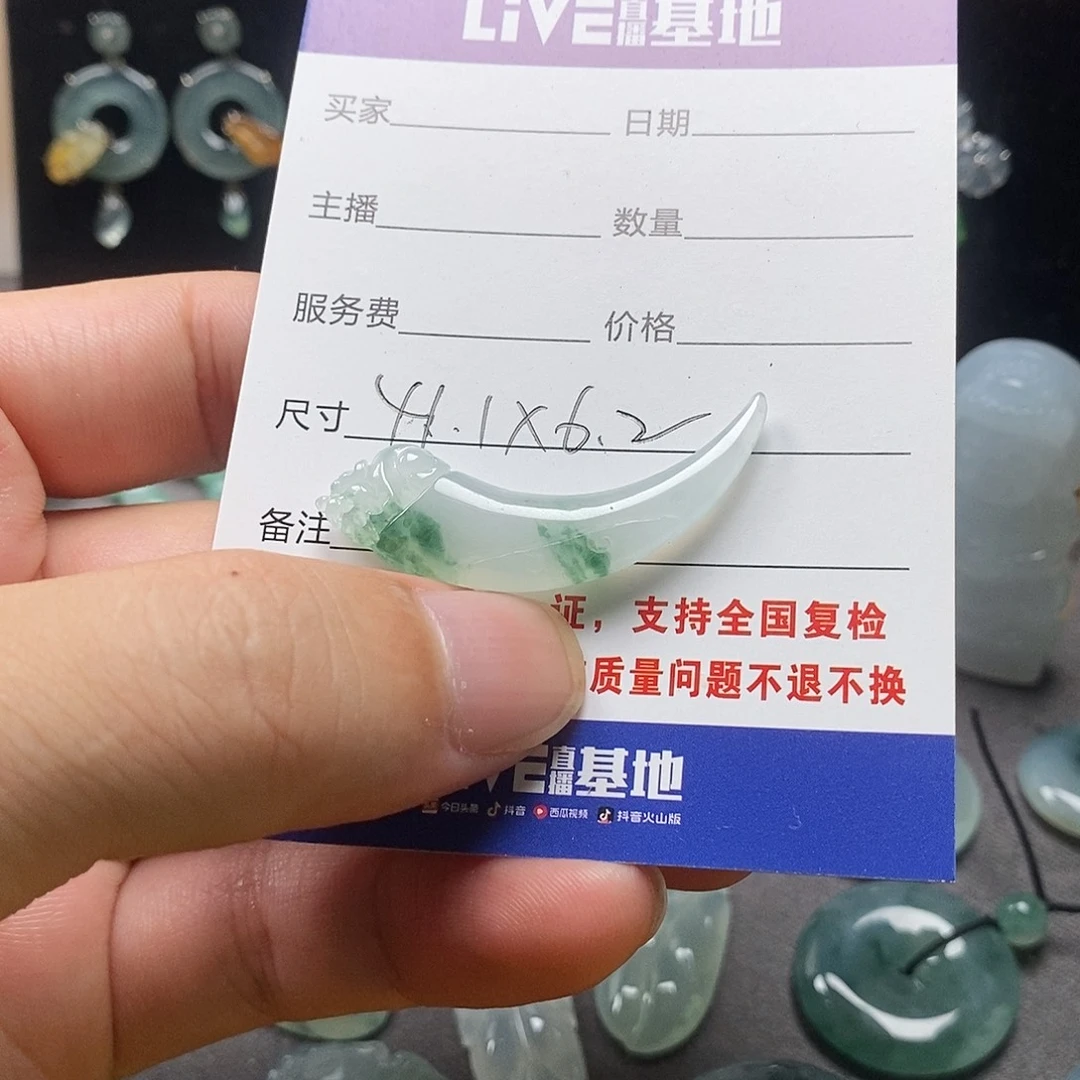 LIVE直播基地
买家 日期
主播 数量
服务费 价格
尺寸 41.1X6.2
备注
证，支持全国复检
质量问题不退不换
VE直播基地
今日头条 抖音 西瓜视频 抖音火山版